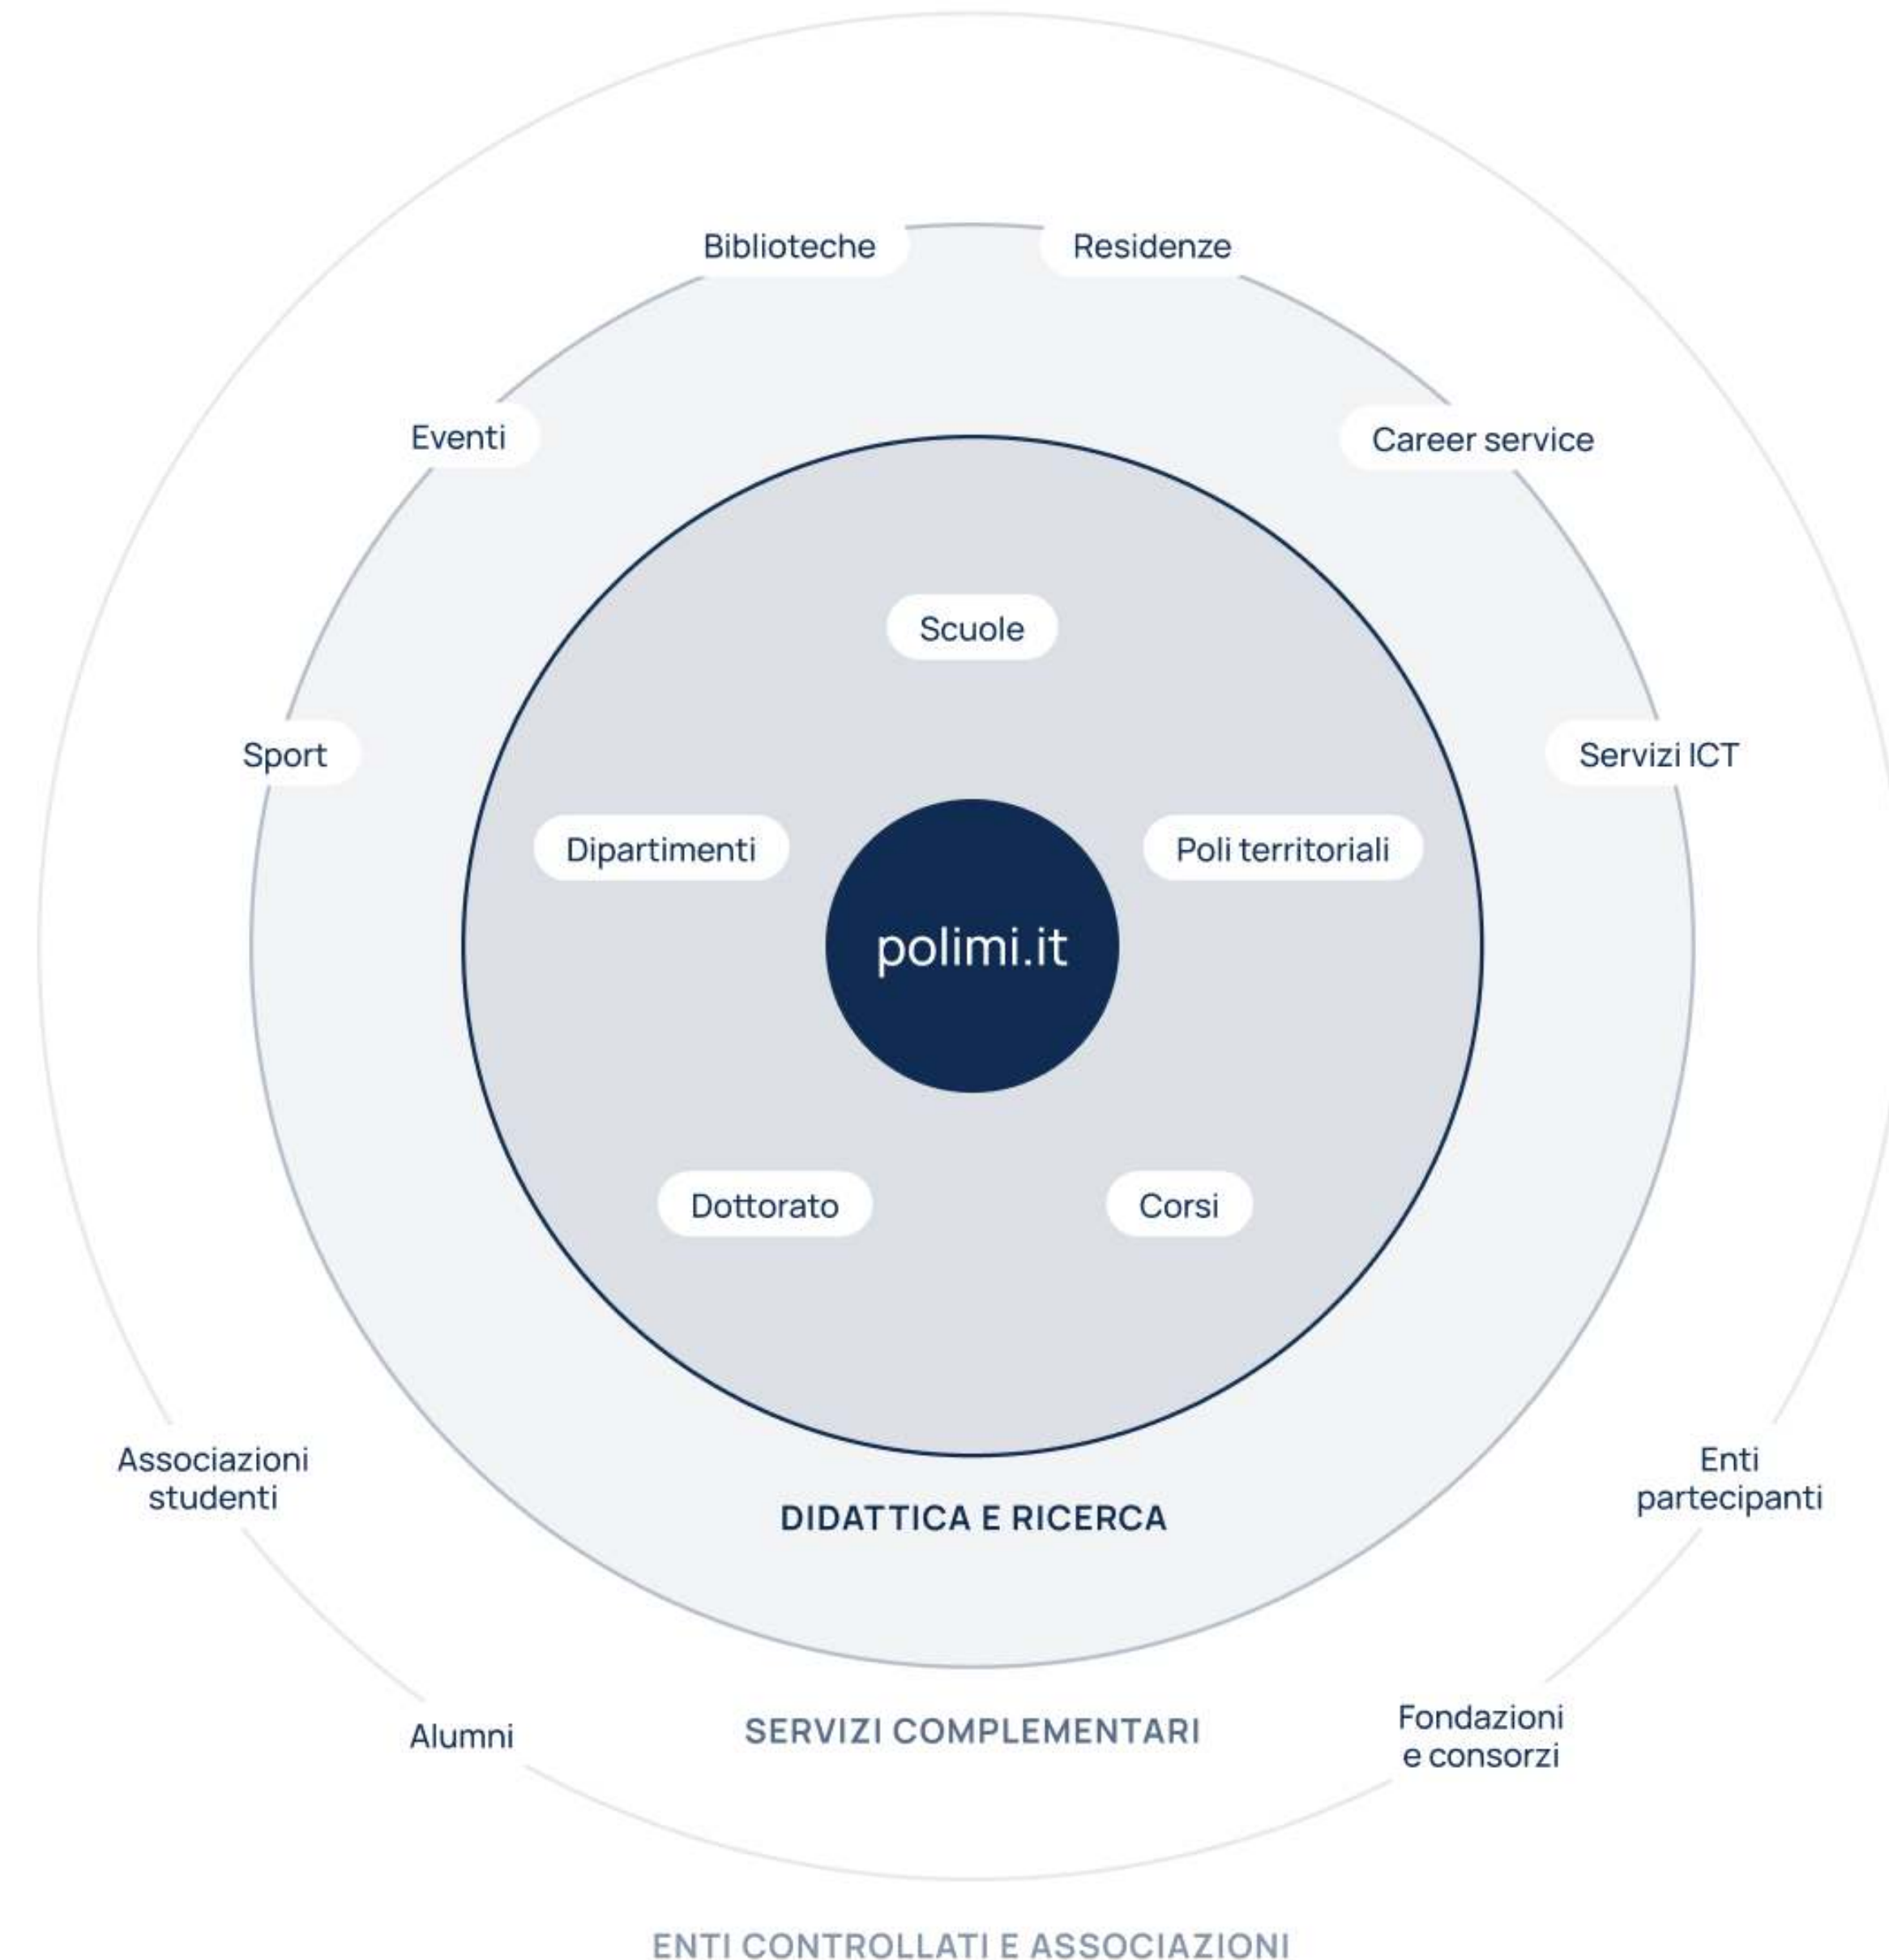 Biblioteche
Residenze
Eventi
Career service
Scuole
Sport
Servizi ICT
Dipartimenti
Poli territoriali
polimi.it
Dottorato
Corsi
Associazioni
studenti
Enti
partecipanti
DIDATTICA E RICERCA
Alumni
SERVIZI COMPLEMENTARI
Fondazioni
e consorzi
ENTI CONTROLLATI E ASSOCIAZIONI